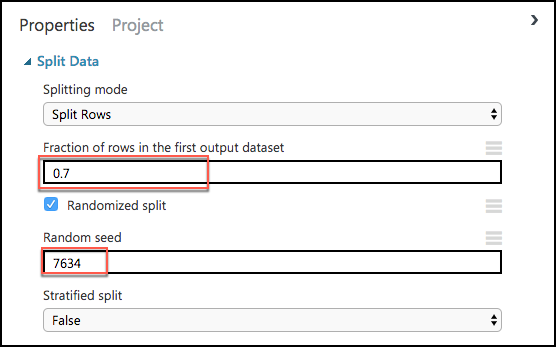 Properties Project
Split Data
Splitting mode
Split Rows
Fraction of rows in the first output dataset
0.7
Randomized split
Random seed
7634
Stratified split
False